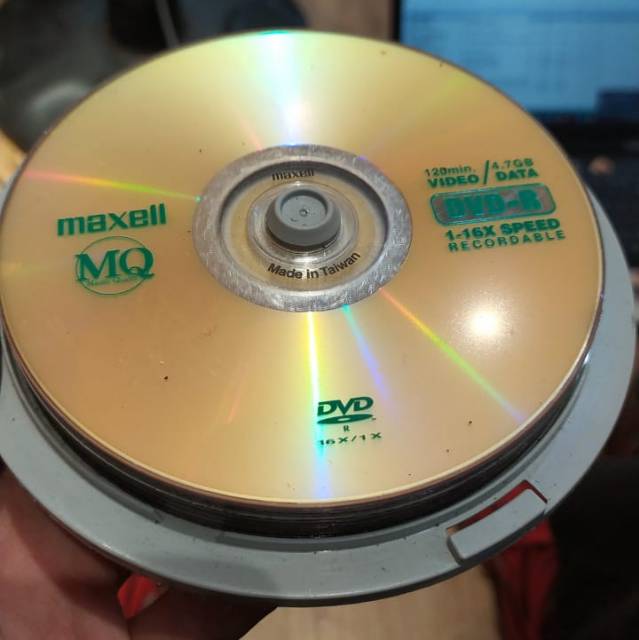 maxell
120min. / 4.7GB
VIDEO / DATA
DVD-R
1-16X SPEED
RECORDABLE
maxell
MQ
Made in Taiwan
DVD
R
16X/1X